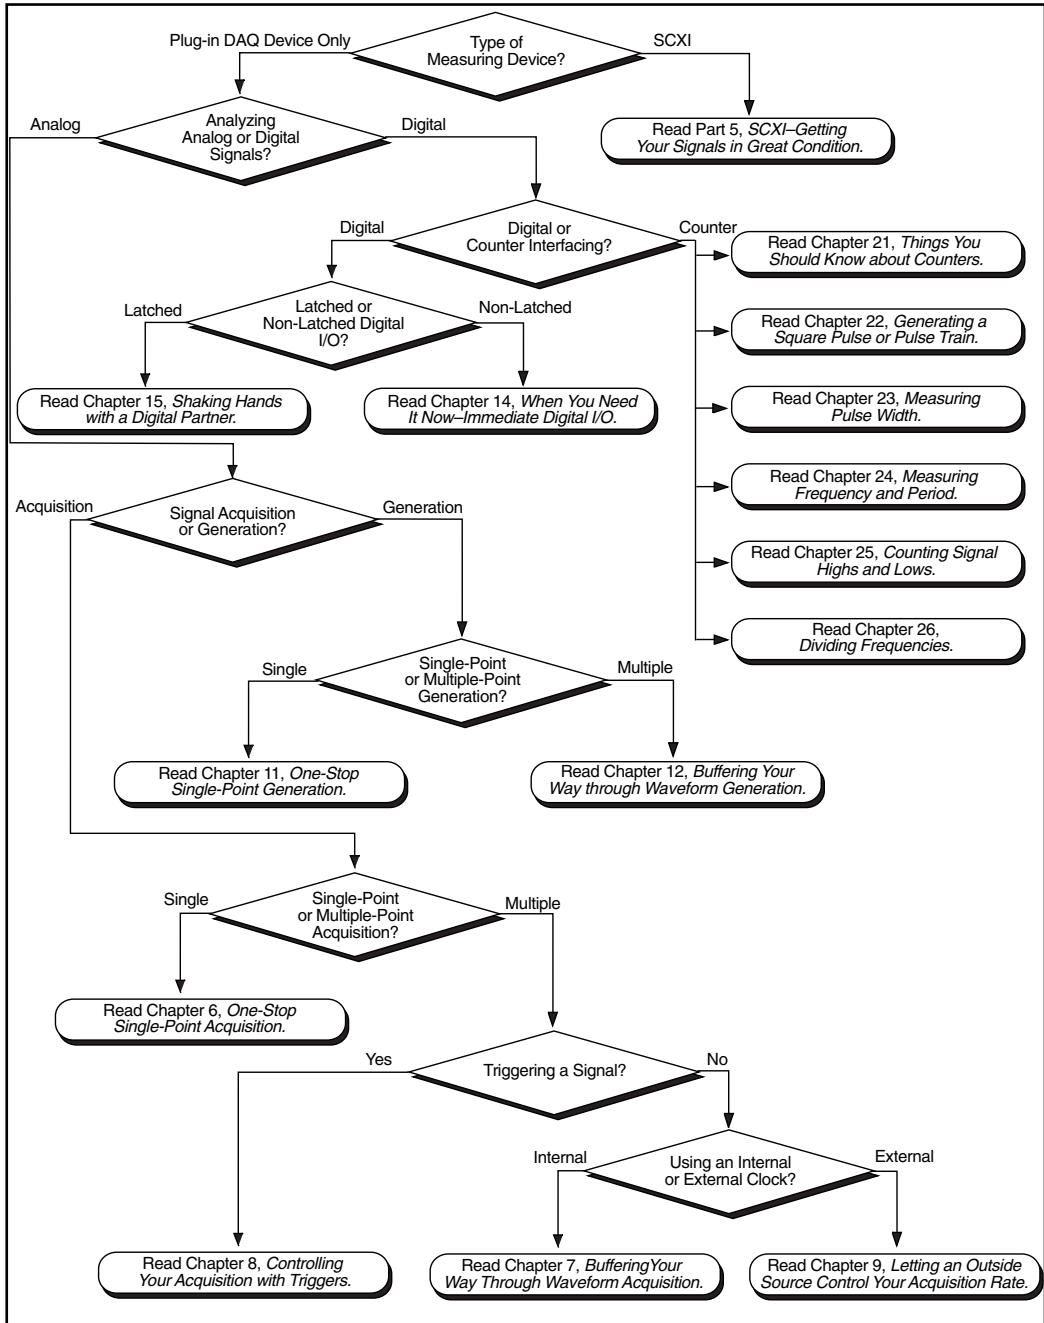 Plug-in DAQ Device Only
Type of
Measuring Device?
SCXI
Analog
Analyzing
Analog or Digital
Signals?
Digital
Read Part 5, SCXI–Getting
Your Signals in Great Condition.
Digital
Digital or
Counter Interfacing?
Counter
Read Chapter 21, Things You
Should Know about Counters.
Latched
Latched or
Non-Latched Digital
I/O?
Non-Latched
Read Chapter 22, Generating a
Square Pulse or Pulse Train.
Read Chapter 15, Shaking Hands
with a Digital Partner.
Read Chapter 14, When You Need
It Now–Immediate Digital I/O.
Read Chapter 23, Measuring
Pulse Width.
Read Chapter 24, Measuring
Frequency and Period.
Acquisition
Signal Acquisition
or Generation?
Generation
Read Chapter 25, Counting Signal
Highs and Lows.
Read Chapter 26,
Dividing Frequencies.
Single
Single-Point
or Multiple-Point
Generation?
Multiple
Read Chapter 11, One-Stop
Single-Point Generation.
Read Chapter 12, Buffering Your
Way through Waveform Generation.
Single
Single-Point
or Multiple-Point
Acquisition?
Multiple
Read Chapter 6, One-Stop
Single-Point Acquisition.
Yes
Triggering a Signal?
No
Internal
Using an Internal
or External Clock?
External
Read Chapter 8, Controlling
Your Acquisition with Triggers.
Read Chapter 7, BufferingYour
Way Through Waveform Acquisition.
Read Chapter 9, Letting an Outside
Source Control Your Acquisition Rate.